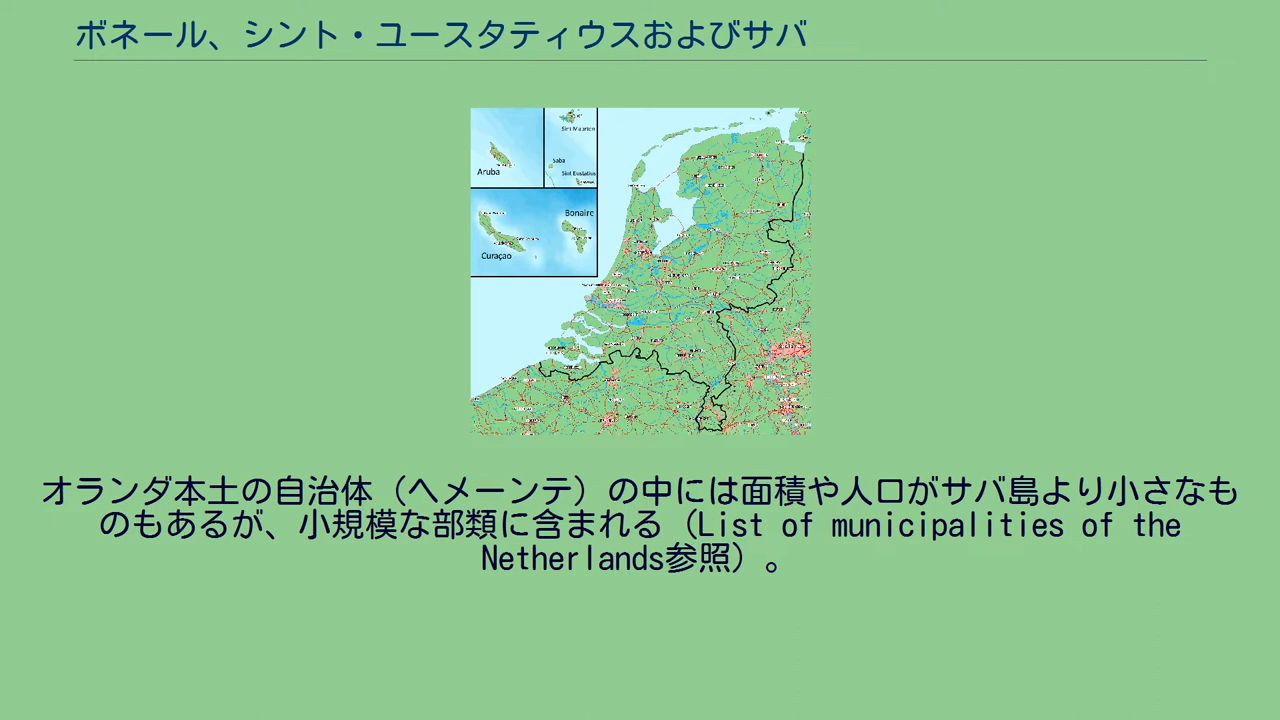 ボネール、シント・ユースタティウスおよびサバ
Sint Maarten
Saba
Aruba
Sint Eustatius
Bonaire
Curaçao
オランダ本土の自治体（ヘメーンテ）の中には面積や人口がサバ島より小さなも
のもあるが、小規模な部類に含まれる（List of municipalities of the
Netherlands参照）。